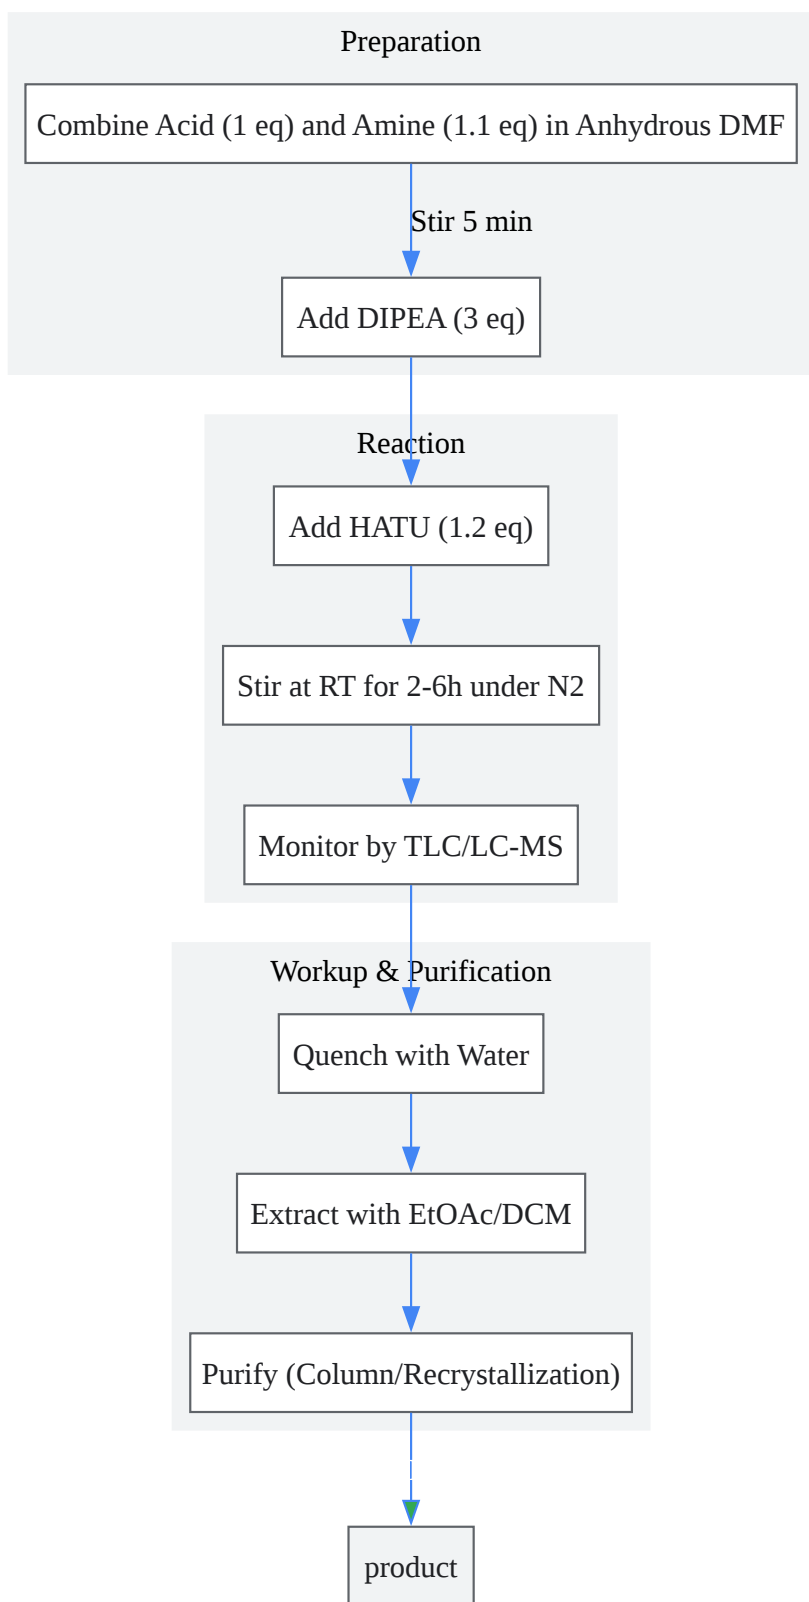 Preparation
Combine Acid (1 eq) and Amine (1.1 eq) in Anhydrous DMF
Stir 5 min
Add DIPEA (3 eq)
Reaction
Add HATU (1.2 eq)
Stir at RT for 2-6h under N2
Monitor by TLC/LC-MS
Workup & Purification
Quench with Water
Extract with EtOAc/DCM
Purify (Column/Recrystallization)
product